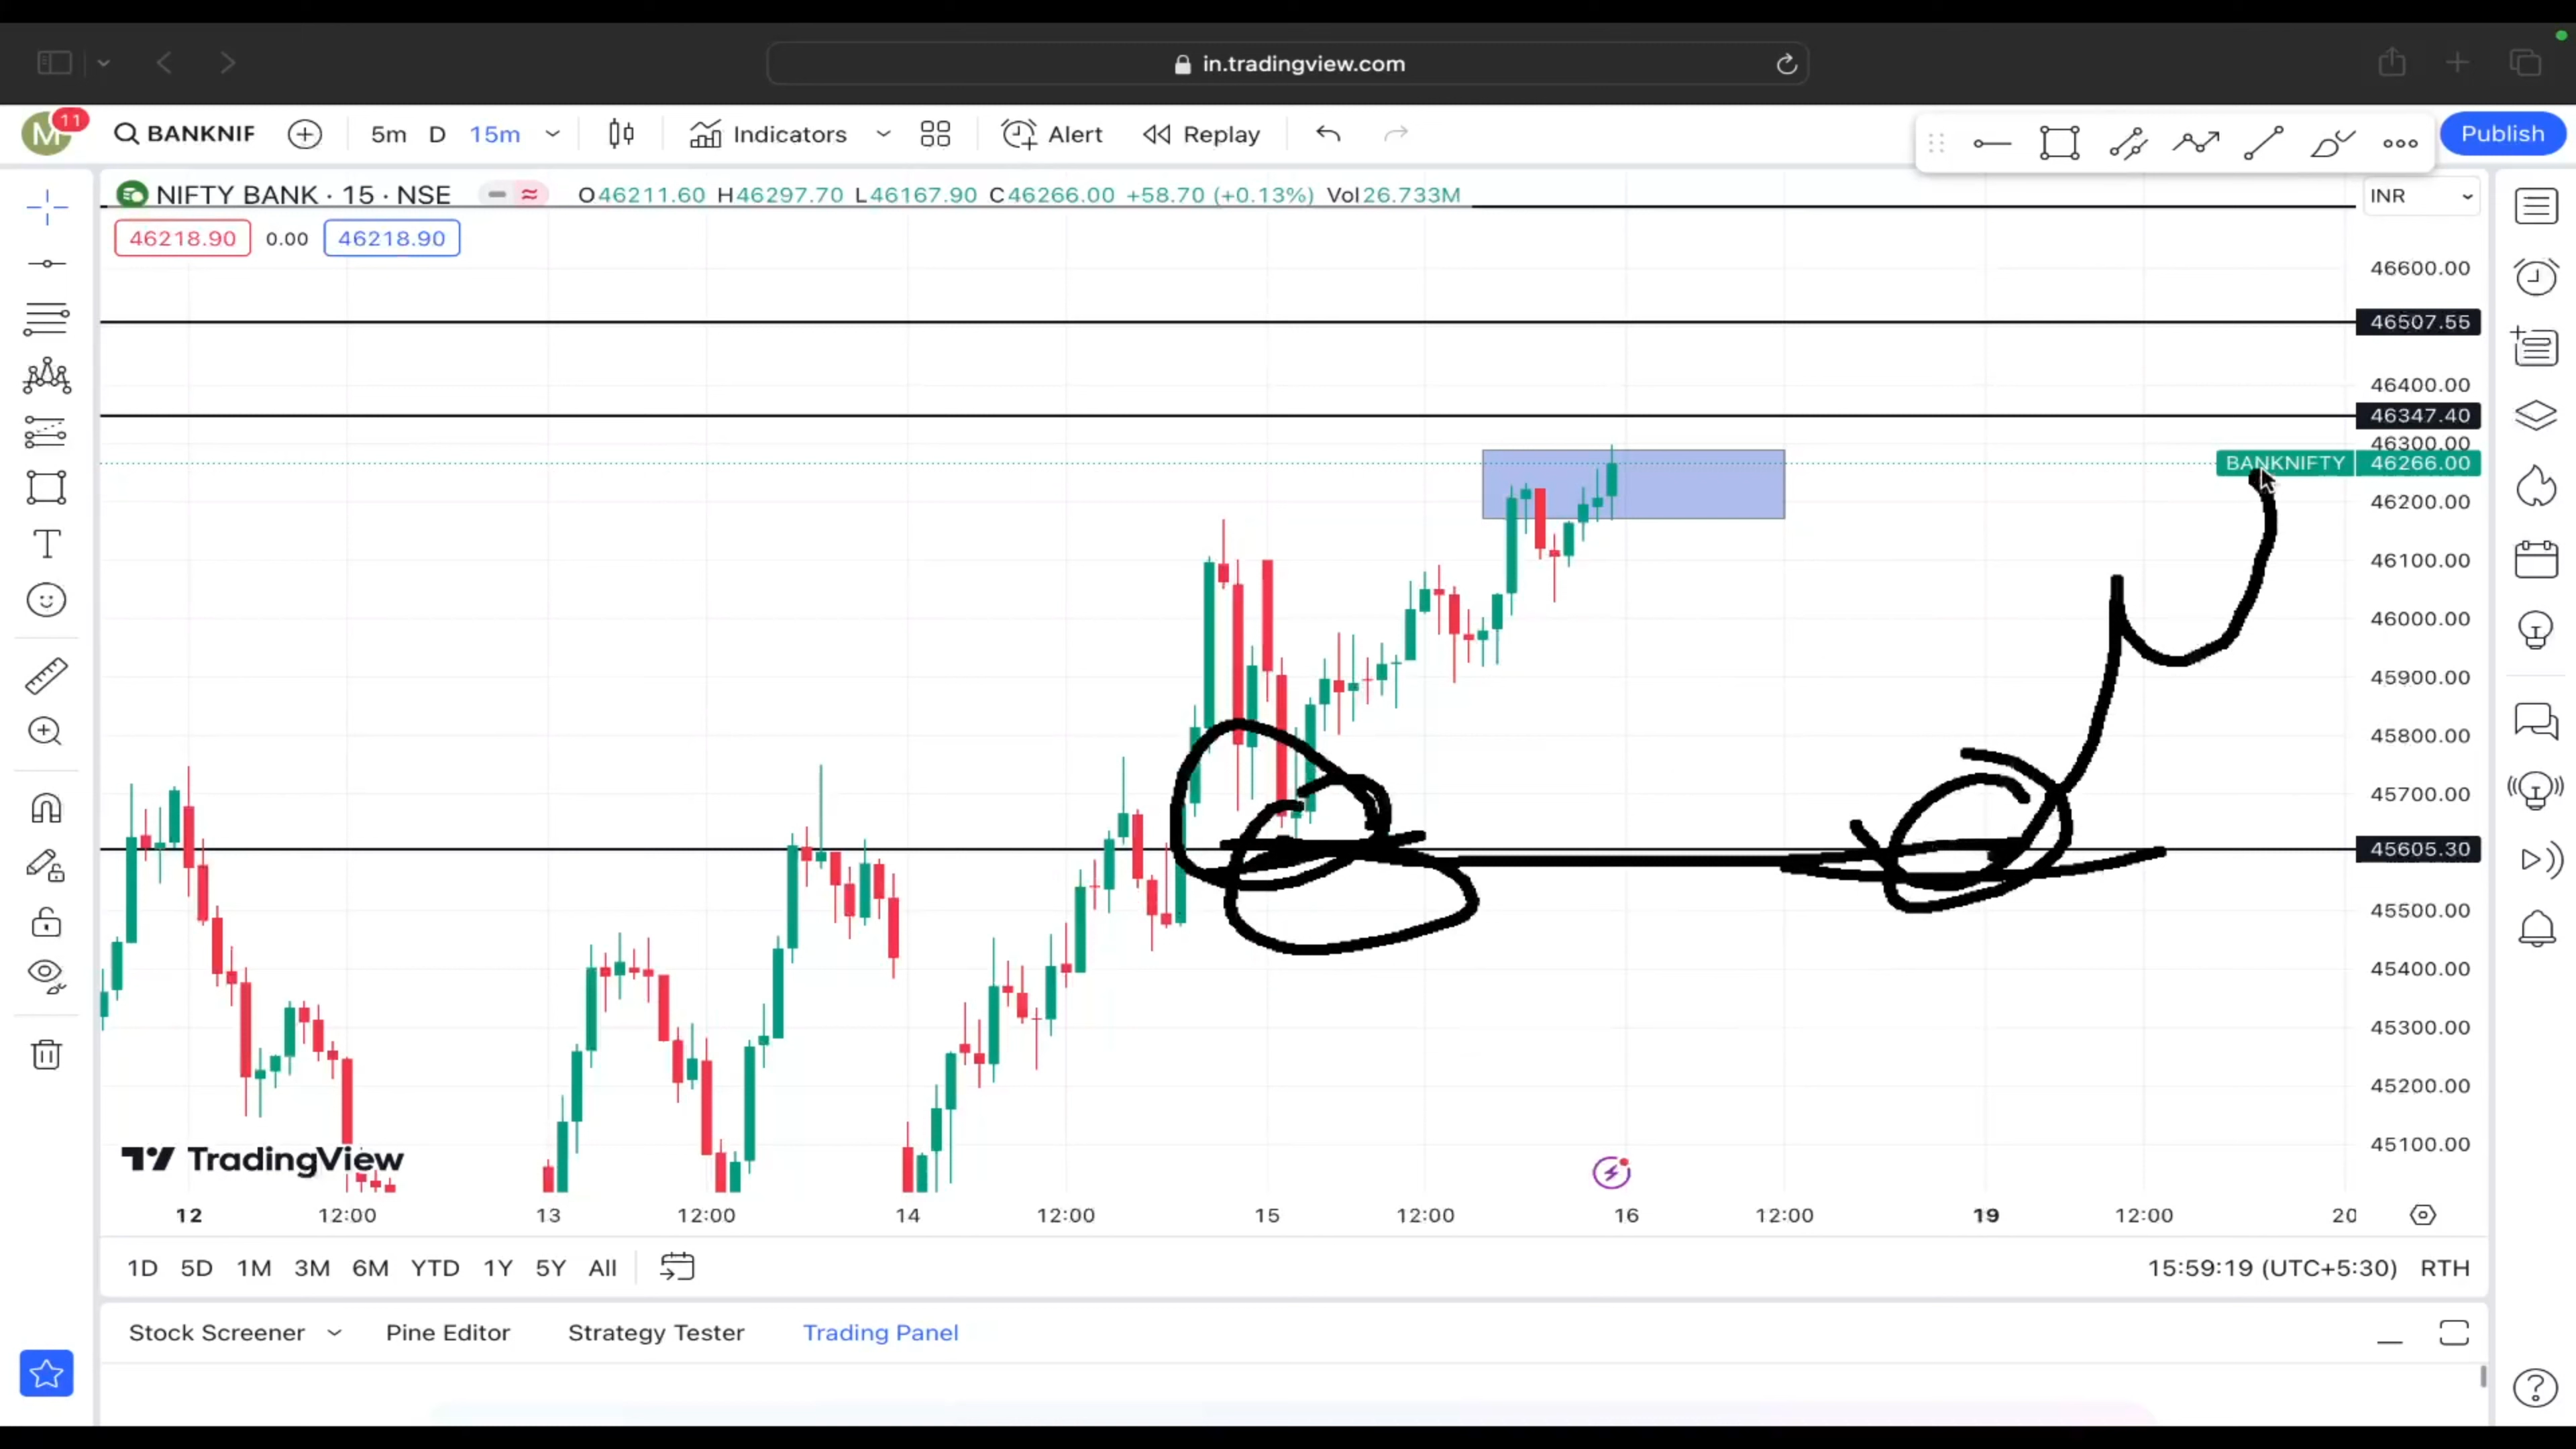 in.tradingview.com
M 11 BANKNIF 5m D 15m Indicators Alert Replay Publish
NIFTY BANK · 15 · NSE O46211.60 H46297.70 L46167.90 C46266.00 +58.70 (+0.13%) Vol26.733M INR
46218.90 0.00 46218.90
46600.00
46507.55
46400.00
46347.40
46300.00
BANKNIFTY 46266.00
46200.00
46100.00
46000.00
45900.00
45800.00
45700.00
45605.30
45500.00
45400.00
45300.00
45200.00
45100.00
TradingView
12 12:00 13 12:00 14 12:00 15 12:00 16 12:00 19 12:00 20
1D 5D 1M 3M 6M YTD 1Y 5Y All 15:59:19 (UTC+5:30) RTH
Stock Screener Pine Editor Strategy Tester Trading Panel